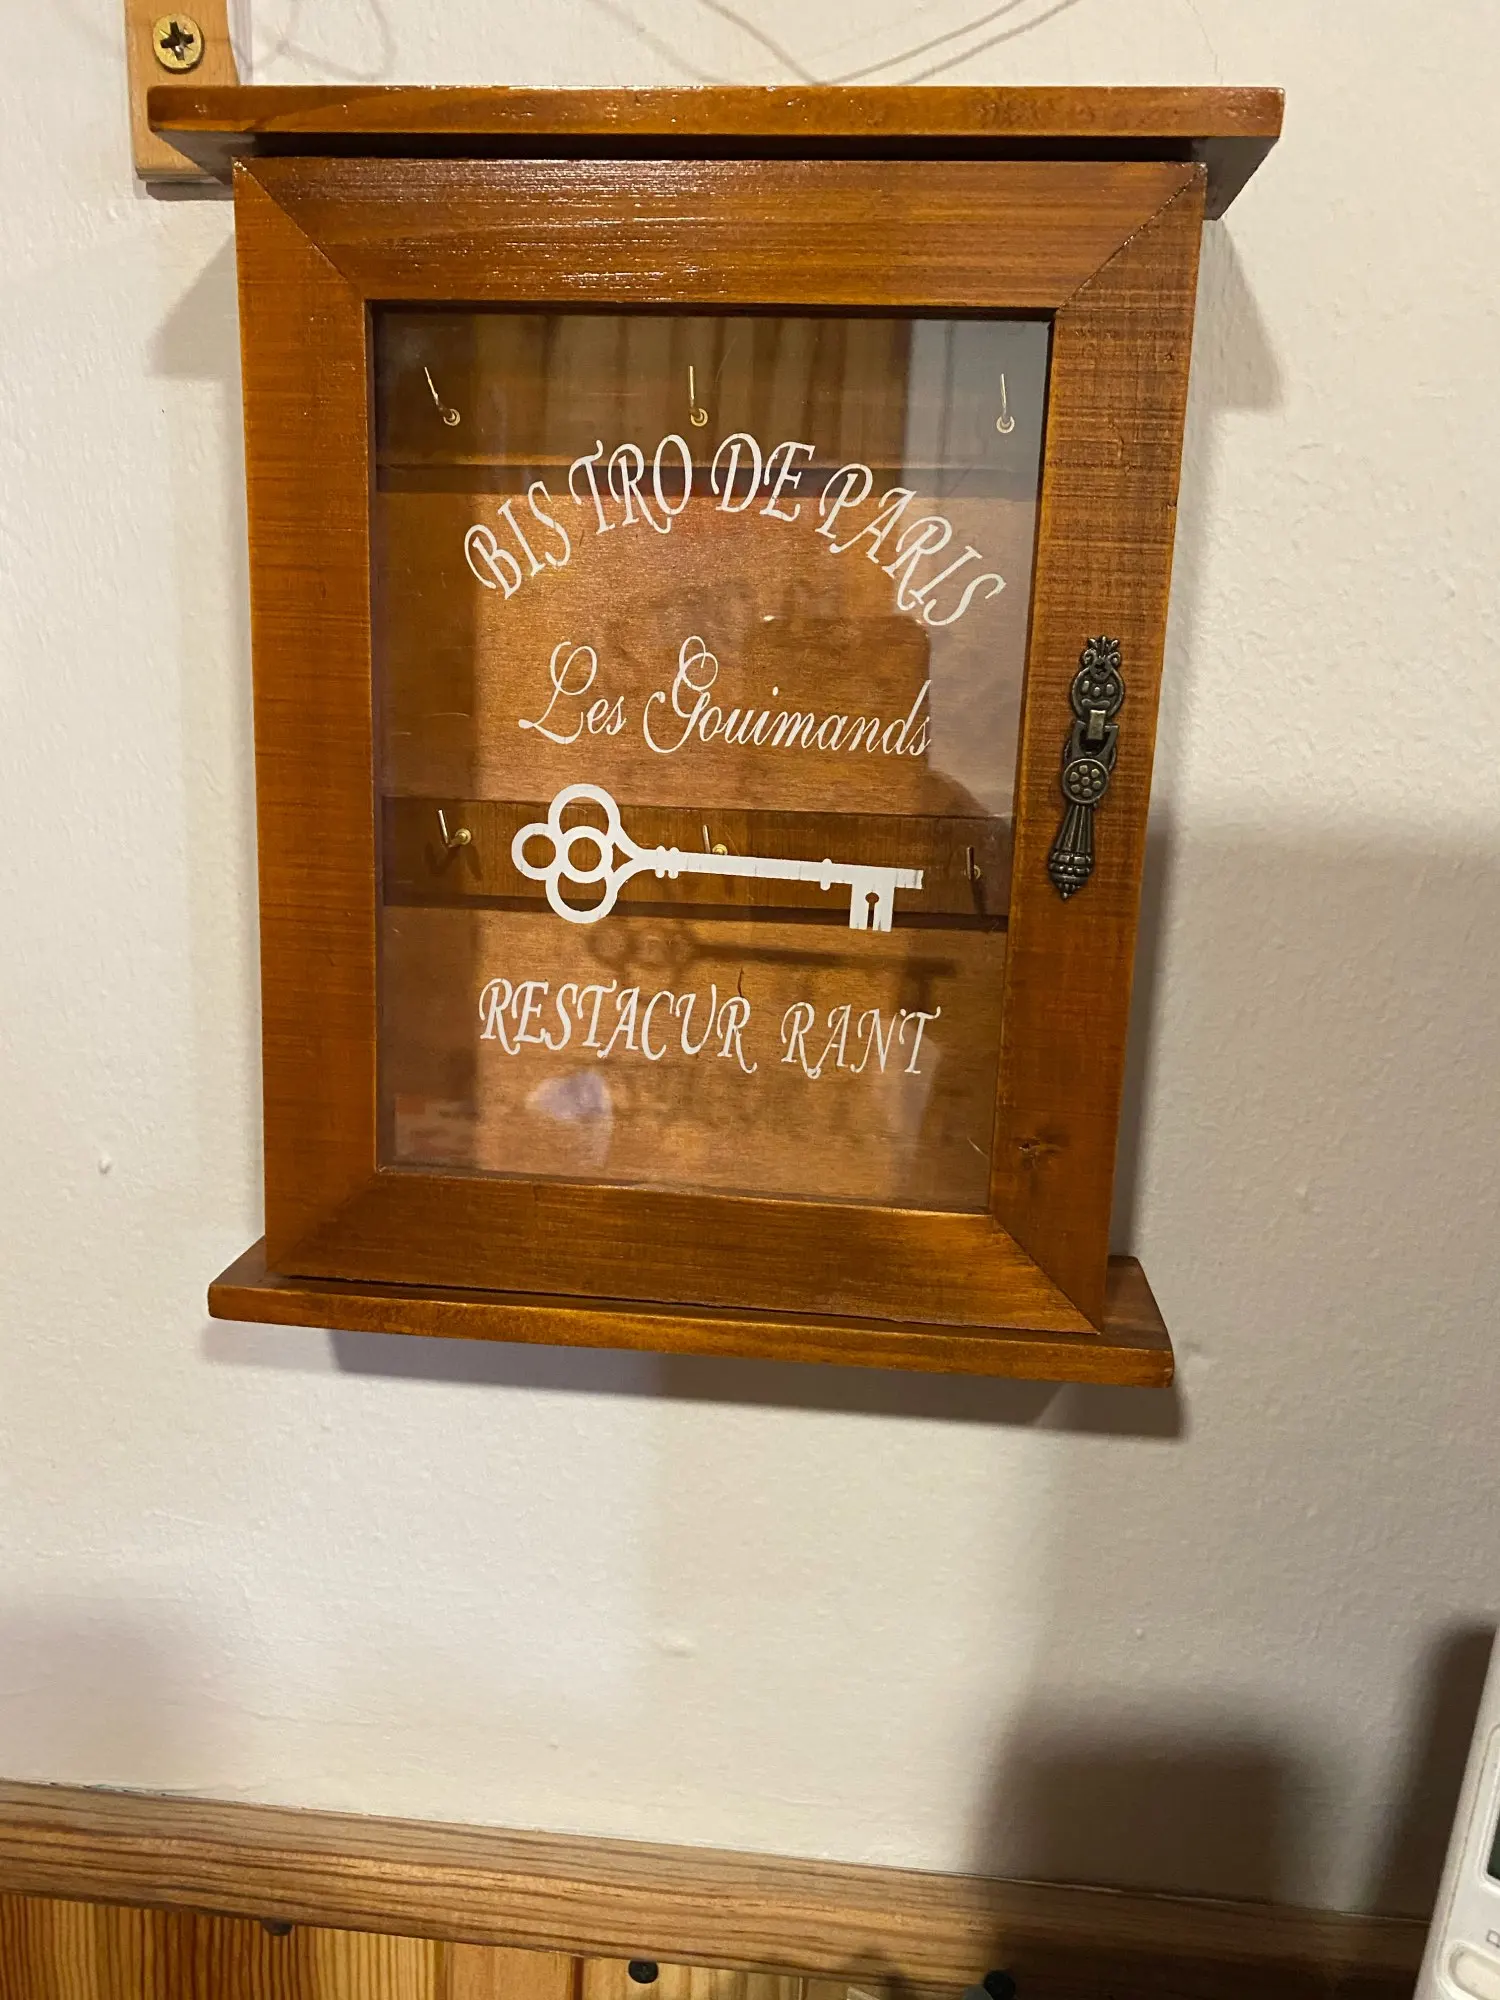 BISTRO DE PARIS
Les Gouimands
RESTACUR RANT